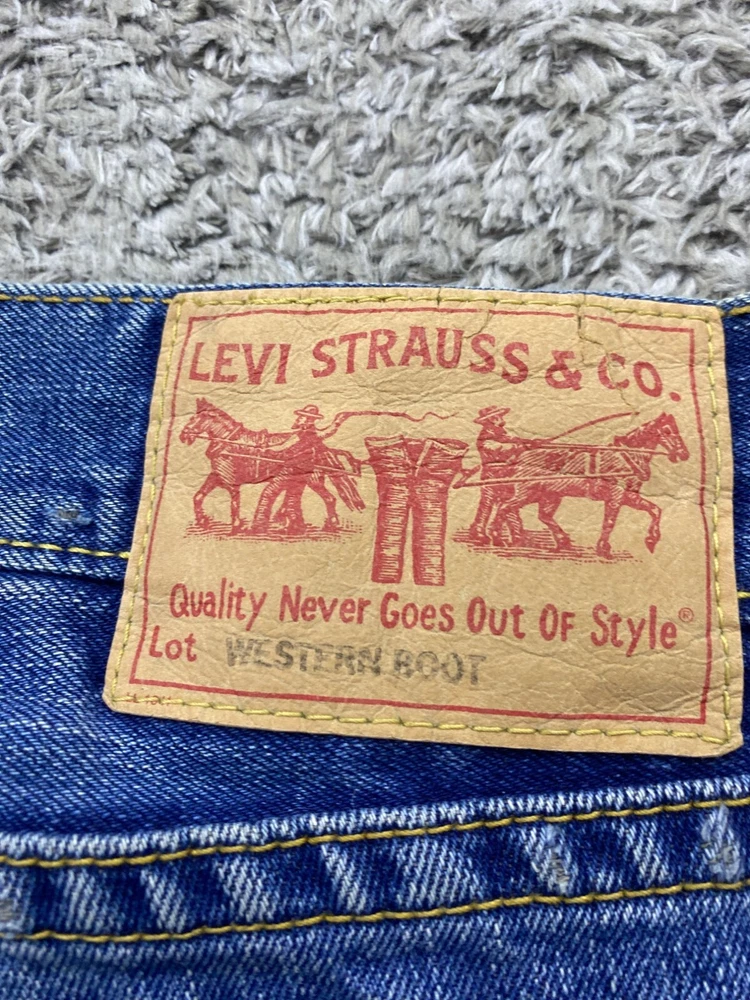 LEVI STRAUSS & CO.
Quality Never Goes Out Of Style®
Lot WESTERN BOOT